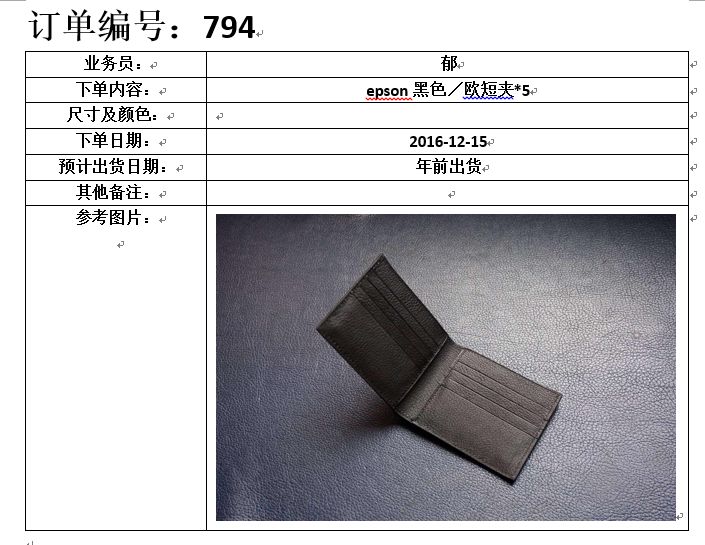 订单编号：794
业务员： 郁
下单内容： epson 黑色／欧短夹*5
尺寸及颜色：
下单日期： 2016-12-15
预计出货日期： 年前出货
其他备注：
参考图片：